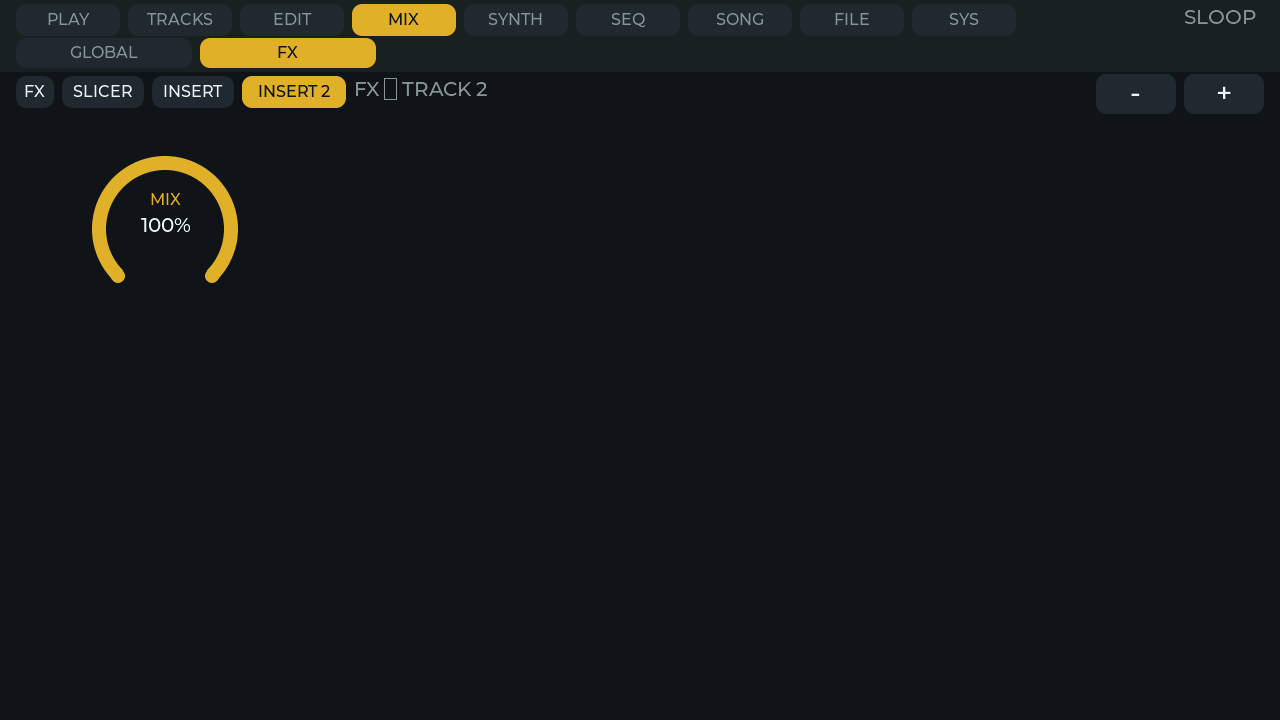 PLAY TRACKS EDIT MIX SYNTH SEQ SONG FILE SYS SLOOP
GLOBAL FX
FX SLICER INSERT INSERT 2 FX □ TRACK 2 - +
MIX
100%